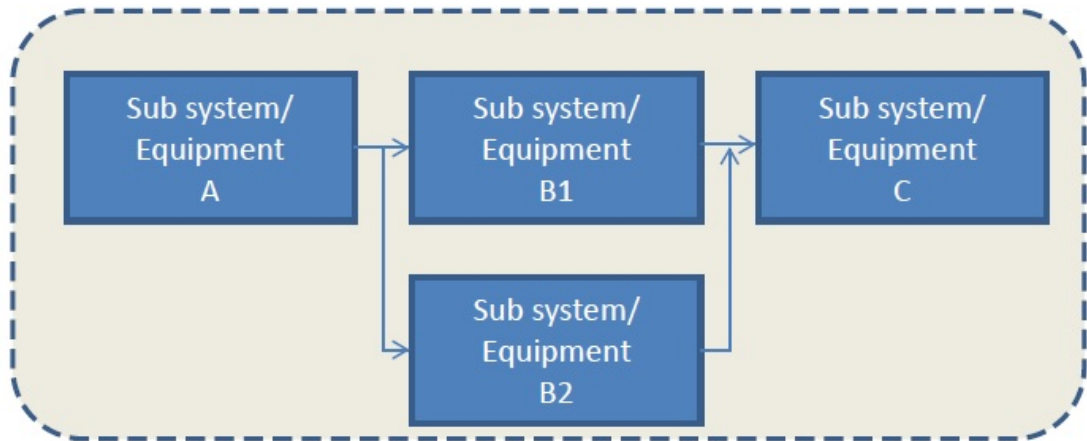 Sub system/
Equipment
A
Sub system/
Equipment
B1
Sub system/
Equipment
C
Sub system/
Equipment
B2